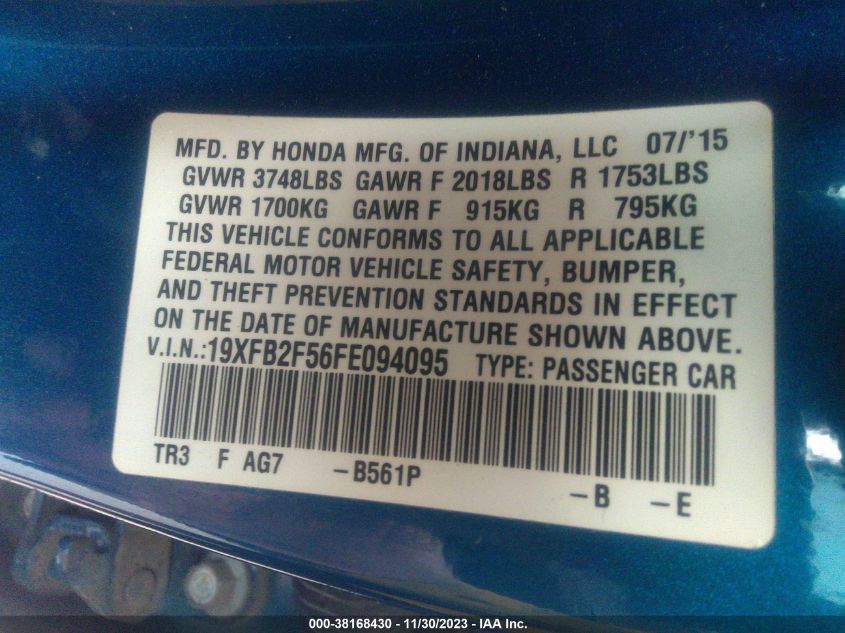 MFD. BY HONDA MFG. OF INDIANA, LLC 07/'15
GVWR 3748LBS GAWR F 2018LBS R 1753LBS
GVWR 1700KG GAWR F 915KG R 795KG
THIS VEHICLE CONFORMS TO ALL APPLICABLE
FEDERAL MOTOR VEHICLE SAFETY, BUMPER,
AND THEFT PREVENTION STANDARDS IN EFFECT
ON THE DATE OF MANUFACTURE SHOWN ABOVE.
V.I.N.:19XFB2F56FE094095 TYPE: PASSENGER CAR
TR3 F AG7 –B561P –B –E
000-38168430 - 11/30/2023 - IAA Inc.